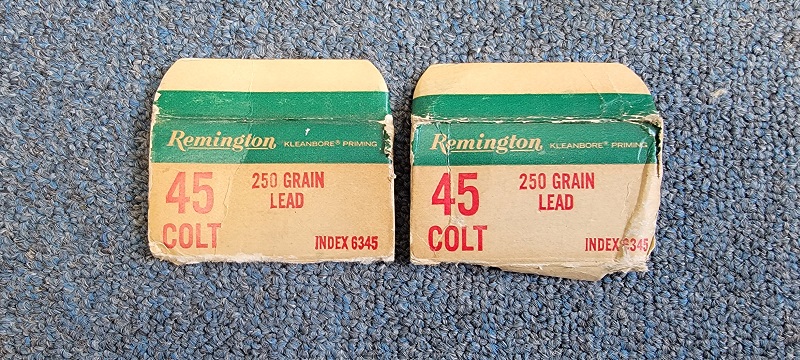 Remington KLEANBORE® PRIMING
45 COLT
250 GRAIN
LEAD
INDEX 6345
Remington KLEANBORE® PRIMING
45 COLT
250 GRAIN
LEAD
INDEX 6345